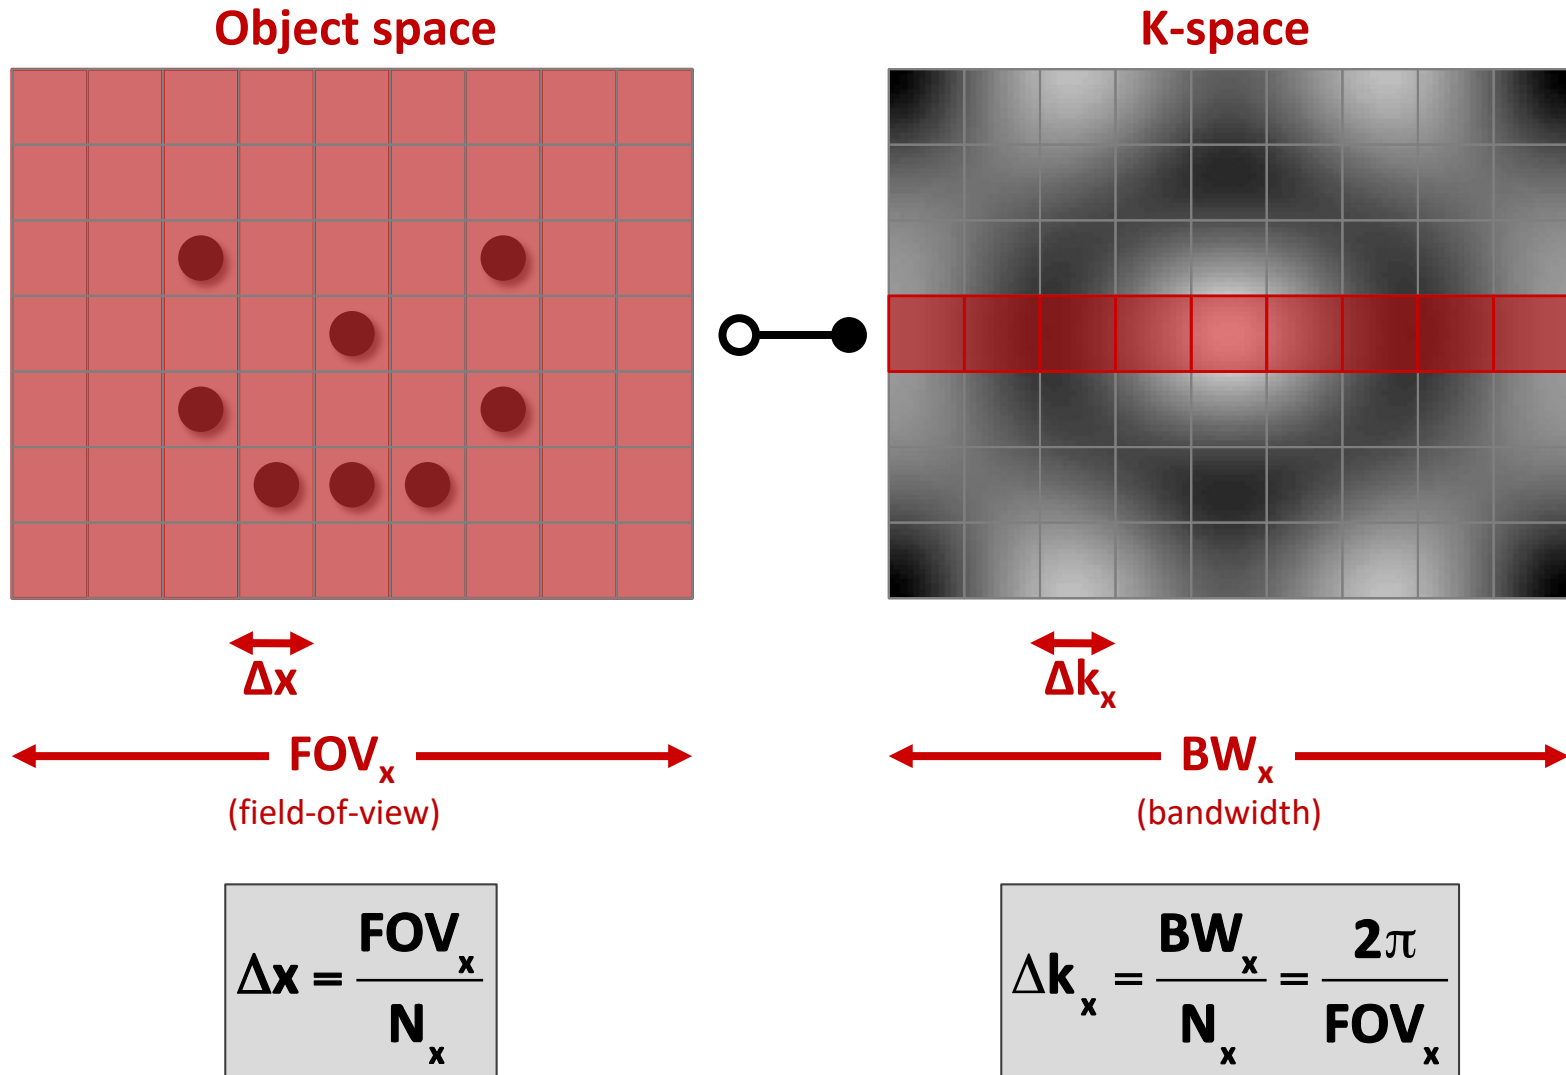 Object space
K-space
Δx
Δkₓ
FOVₓ
(field-of-view)
BWₓ
(bandwidth)
Δx = FOVₓ / Nₓ
Δkₓ = BWₓ / Nₓ = 2π / FOVₓ